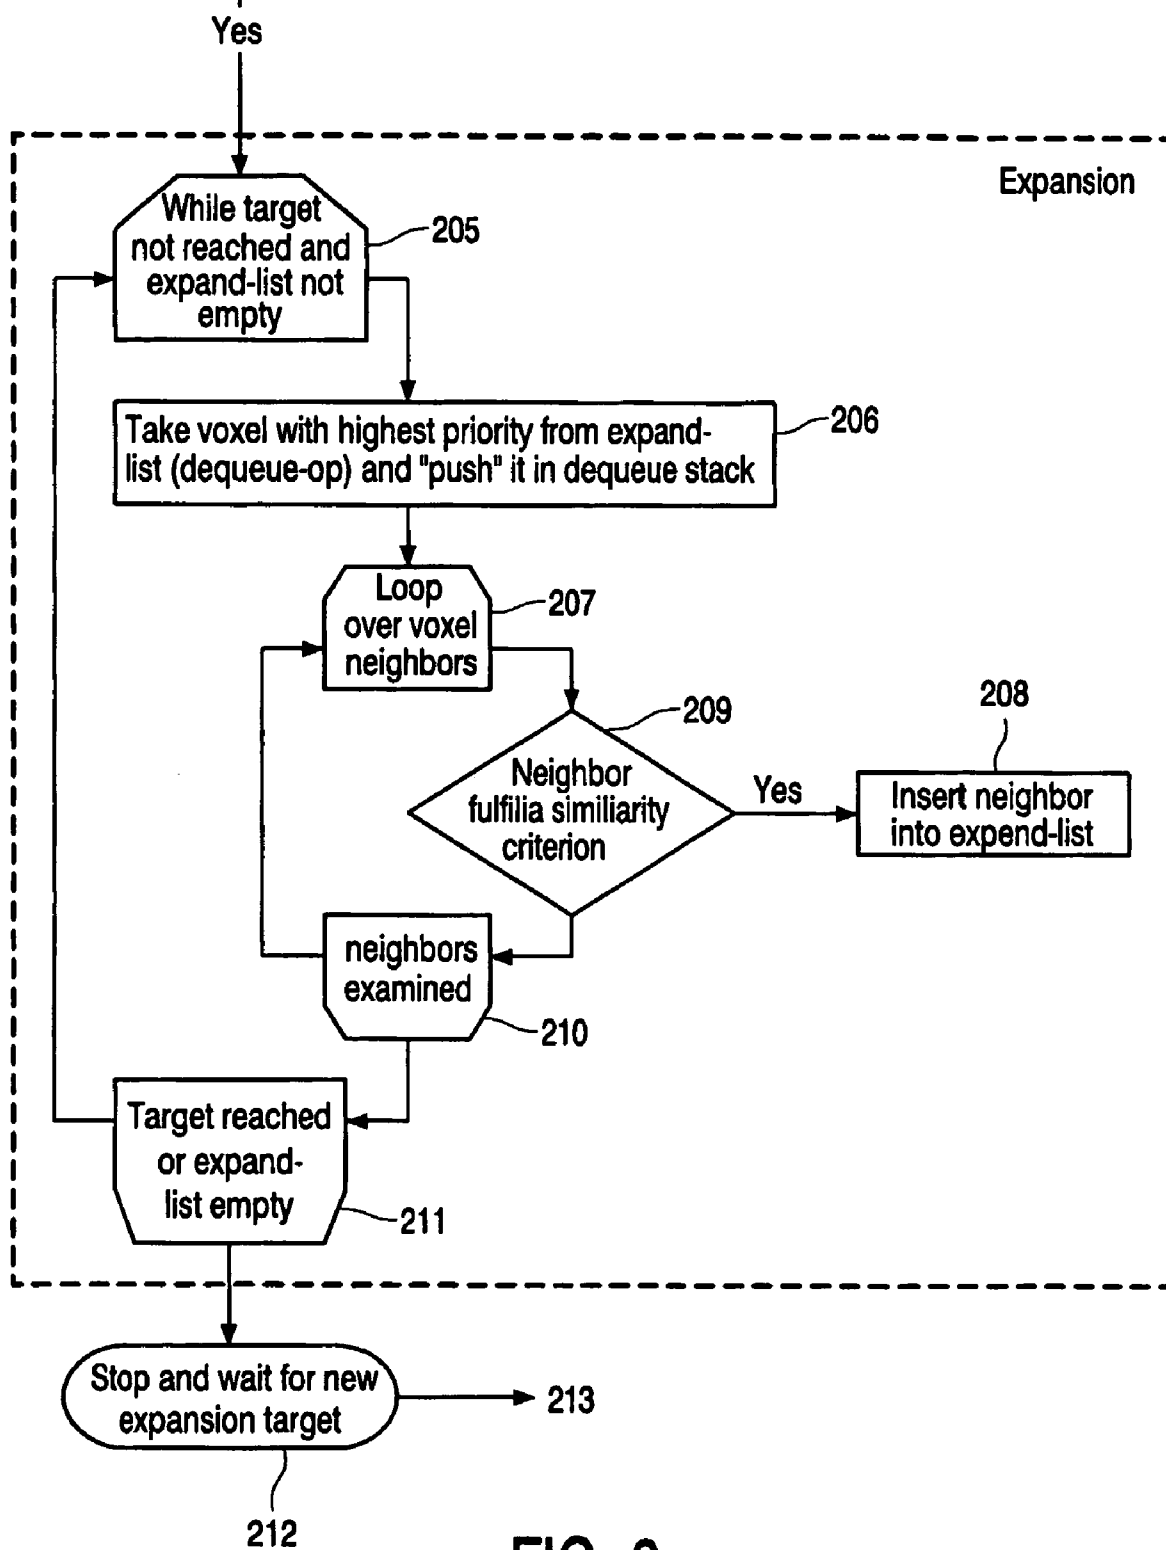 Yes
Expansion
While target
not reached and
expand-list not
empty
205
Take voxel with highest priority from expand-
list (dequeue-op) and "push" it in dequeue stack
206
Loop
over voxel
neighbors
207
209
208
Neighbor
fulfilia similiarity
criterion
Yes
Insert neighbor
into expend-list
neighbors
examined
210
Target reached
or expand-
list empty
211
Stop and wait for new
expansion target
213
212